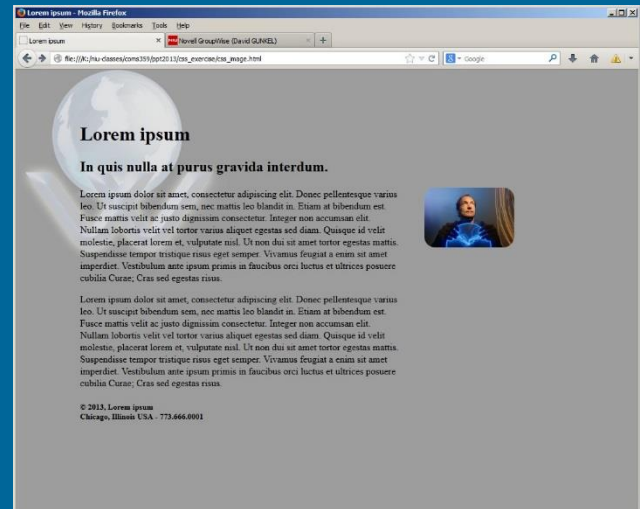 Lorem ipsum - Mozilla Firefox
File Edit View History Bookmarks Tools Help
Lorem ipsum
Novell GroupWise (David GUNKEL)
file:///K:/niu-classes/coms359/ppt2013/css_exercise/css_image.html
Google
Lorem ipsum
In quis nulla at purus gravida interdum.
Lorem ipsum dolor sit amet, consectetur adipiscing elit. Donec pellentesque varius
leo. Ut suscipit bibendum sem, nec mattis leo blandit in. Etiam at bibendum est.
Fusce mattis velit ac justo dignissim consectetur. Integer non accumsan elit.
Nullam lobortis velit vel tortor varius aliquet egestas sed diam. Quisque id velit
molestie, placerat lorem et, vulputate nisl. Ut non dui sit amet tortor egestas mattis.
Suspendisse tempor tristique risus eget semper. Vivamus feugiat a enim sit amet
imperdiet. Vestibulum ante ipsum primis in faucibus orci luctus et ultrices posuere
cubilia Curae; Cras sed egestas risus.
Lorem ipsum dolor sit amet, consectetur adipiscing elit. Donec pellentesque varius
leo. Ut suscipit bibendum sem, nec mattis leo blandit in. Etiam at bibendum est.
Fusce mattis velit ac justo dignissim consectetur. Integer non accumsan elit.
Nullam lobortis velit vel tortor varius aliquet egestas sed diam. Quisque id velit
molestie, placerat lorem et, vulputate nisl. Ut non dui sit amet tortor egestas mattis.
Suspendisse tempor tristique risus eget semper. Vivamus feugiat a enim sit amet
imperdiet. Vestibulum ante ipsum primis in faucibus orci luctus et ultrices posuere
cubilia Curae; Cras sed egestas risus.
© 2013, Lorem ipsum
Chicago, Illinois USA - 773.666.0001